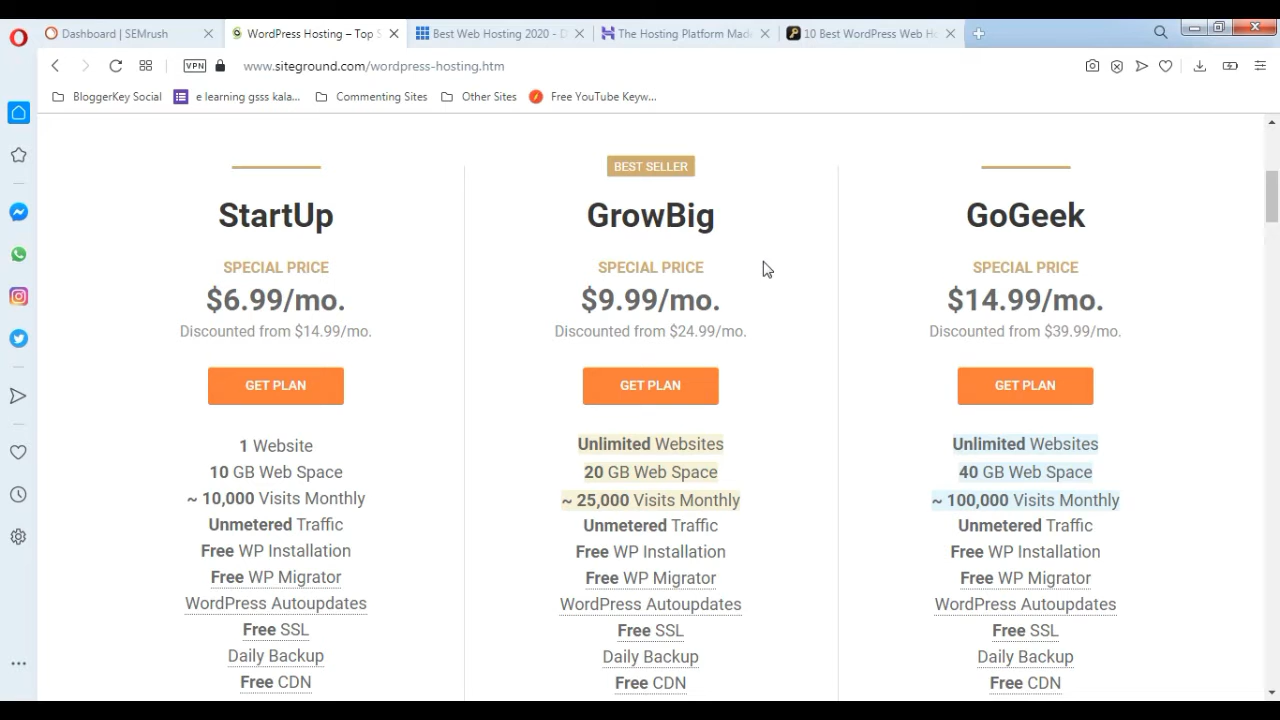 Dashboard | SEMrush
WordPress Hosting – Top S
Best Web Hosting 2020 - D
The Hosting Platform Made
10 Best WordPress Web Ho
VPN
www.siteground.com/wordpress-hosting.htm
BloggerKey Social
e learning gsss kala...
Commenting Sites
Other Sites
Free YouTube Keyw...
StartUp
SPECIAL PRICE
$6.99/mo.
Discounted from $14.99/mo.
GET PLAN
1 Website
10 GB Web Space
~ 10,000 Visits Monthly
Unmetered Traffic
Free WP Installation
Free WP Migrator
WordPress Autoupdates
Free SSL
Daily Backup
Free CDN
BEST SELLER
GrowBig
SPECIAL PRICE
$9.99/mo.
Discounted from $24.99/mo.
GET PLAN
Unlimited Websites
20 GB Web Space
~ 25,000 Visits Monthly
Unmetered Traffic
Free WP Installation
Free WP Migrator
WordPress Autoupdates
Free SSL
Daily Backup
Free CDN
GoGeek
SPECIAL PRICE
$14.99/mo.
Discounted from $39.99/mo.
GET PLAN
Unlimited Websites
40 GB Web Space
~ 100,000 Visits Monthly
Unmetered Traffic
Free WP Installation
Free WP Migrator
WordPress Autoupdates
Free SSL
Daily Backup
Free CDN